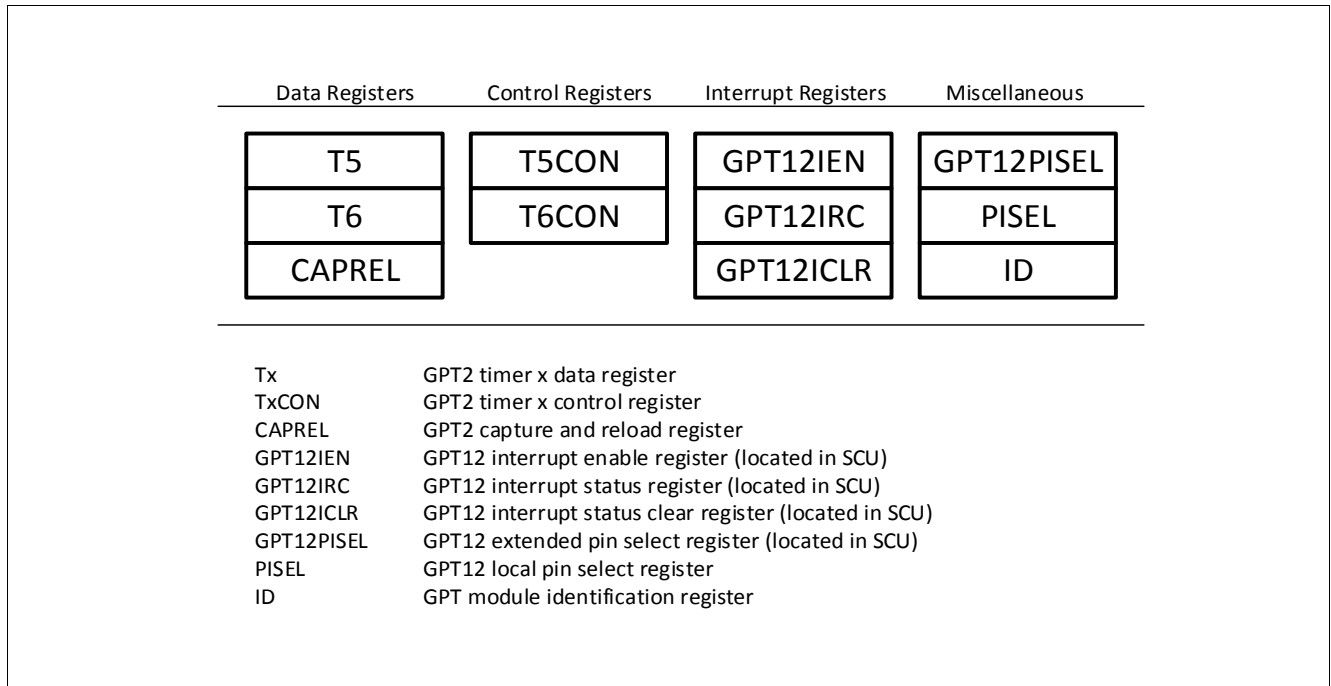 Data Registers Control Registers Interrupt Registers Miscellaneous
T5 T5CON GPT12IEN GPT12PISEL
T6 T6CON GPT12IRC PISEL
CAPREL GPT12ICLR ID
Tx GPT2 timer x data register
TxCON GPT2 timer x control register
CAPREL GPT2 capture and reload register
GPT12IEN GPT12 interrupt enable register (located in SCU)
GPT12IRC GPT12 interrupt status register (located in SCU)
GPT12ICLR GPT12 interrupt status clear register (located in SCU)
GPT12PISEL GPT12 extended pin select register (located in SCU)
PISEL GPT12 local pin select register
ID GPT module identification register